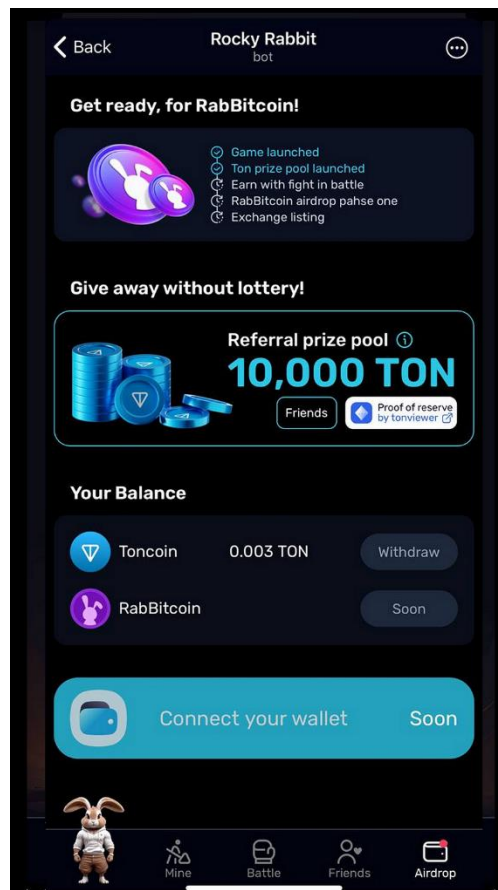 Back
Rocky Rabbit
bot
Get ready, for RabBitcoin!
Game launched
Ton prize pool launched
Earn with fight in battle
RabBitcoin airdrop pahse one
Exchange listing
Give away without lottery!
Referral prize pool
10,000 TON
Friends
Proof of reserve
by tonviewer
Your Balance
Toncoin 0.003 TON Withdraw
RabBitcoin Soon
Connect your wallet Soon
Mine Battle Friends Airdrop